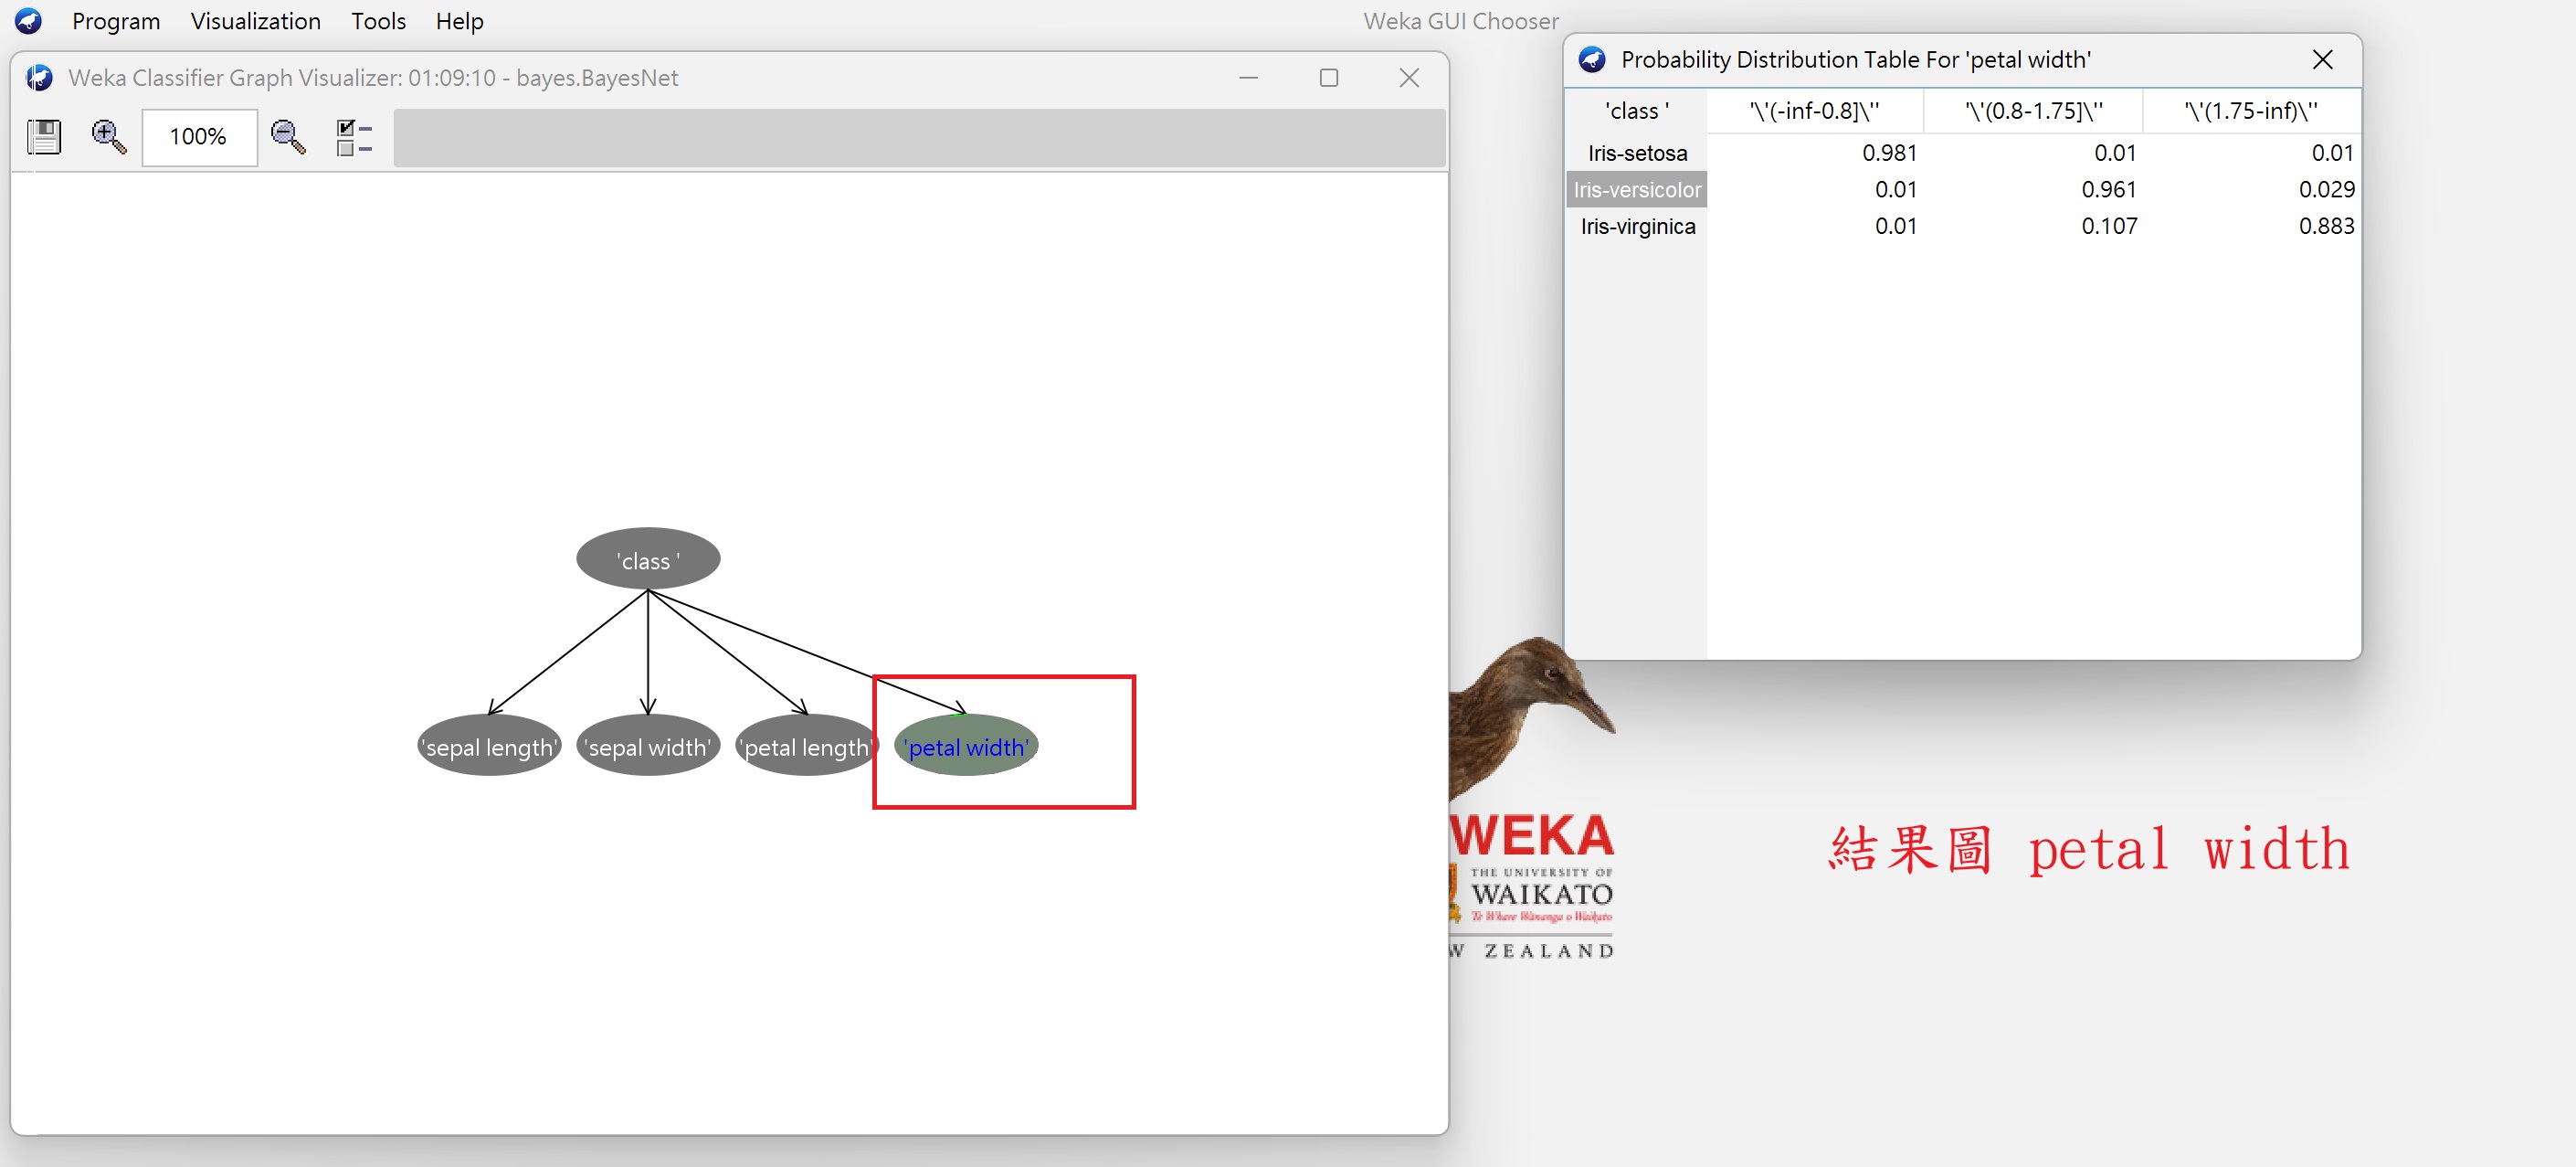 Program Visualization Tools Help
Weka GUI Chooser
Weka Classifier Graph Visualizer: 01:09:10 - bayes.BayesNet
100%
'class '
'sepal length' 'sepal width' 'petal length' 'petal width'
Probability Distribution Table For 'petal width'
'class ' '\'(-inf-0.8]\'' '\'(0.8-1.75]\'' '\'(1.75-inf)\''
Iris-setosa 0.981 0.01 0.01
Iris-versicolor 0.01 0.961 0.029
Iris-virginica 0.01 0.107 0.883
WEKA
THE UNIVERSITY OF
WAIKATO
Te Whare Wānanga o Waikato
W ZEALAND
結果圖 petal width